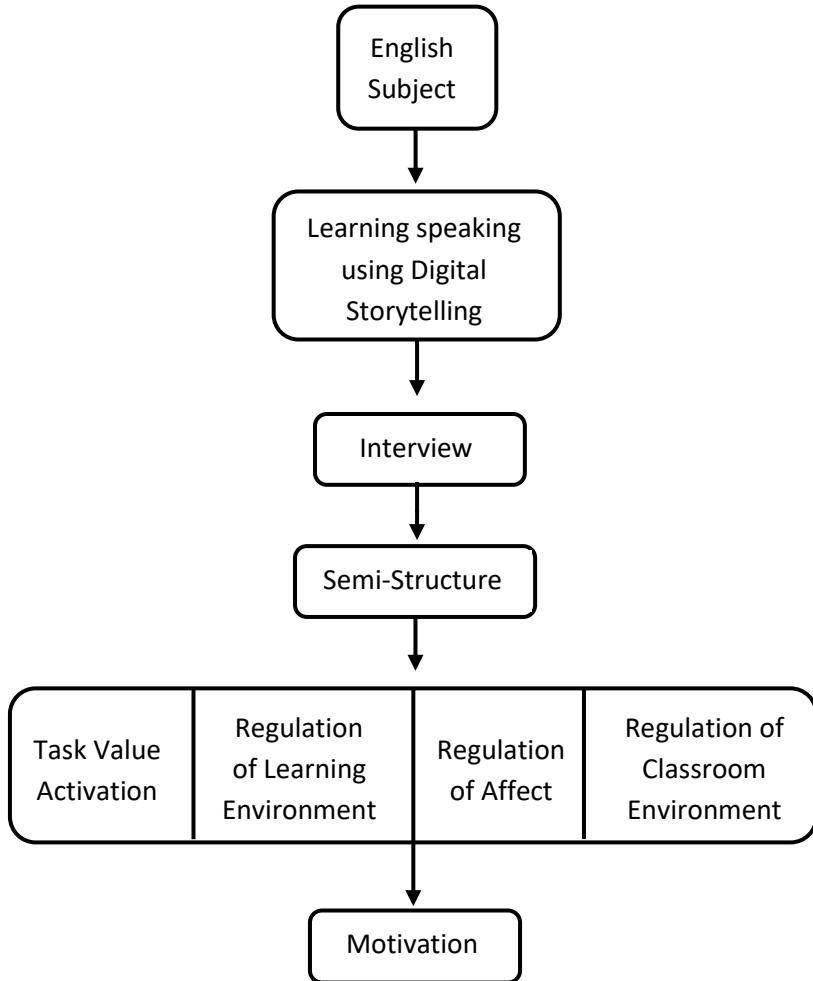 English
Subject
Learning speaking
using Digital
Storytelling
Interview
Semi-Structure
Task Value
Activation
Regulation
of Learning
Environment
Regulation
of Affect
Regulation of
Classroom
Environment
Motivation